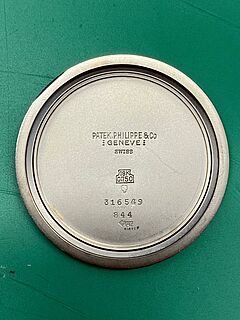 PATEK.PHILIPPE & Co
GENEVE
SWISS
316549
844